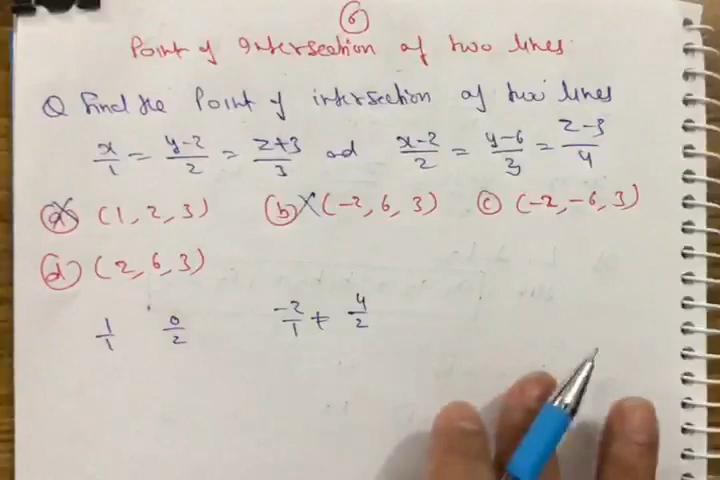 6
Point of Intersection of two lines
Q Find the Point of intersection of two lines
x/1 = y-2/2 = z+3/3 and x-2/2 = y-6/3 = z-3/4
(a) (1, 2, 3) (b) X (-2, 6, 3) (c) (-2, -6, 3)
(d) (2, 6, 3)
1/1 0/2 -2/1 ≠ 4/2